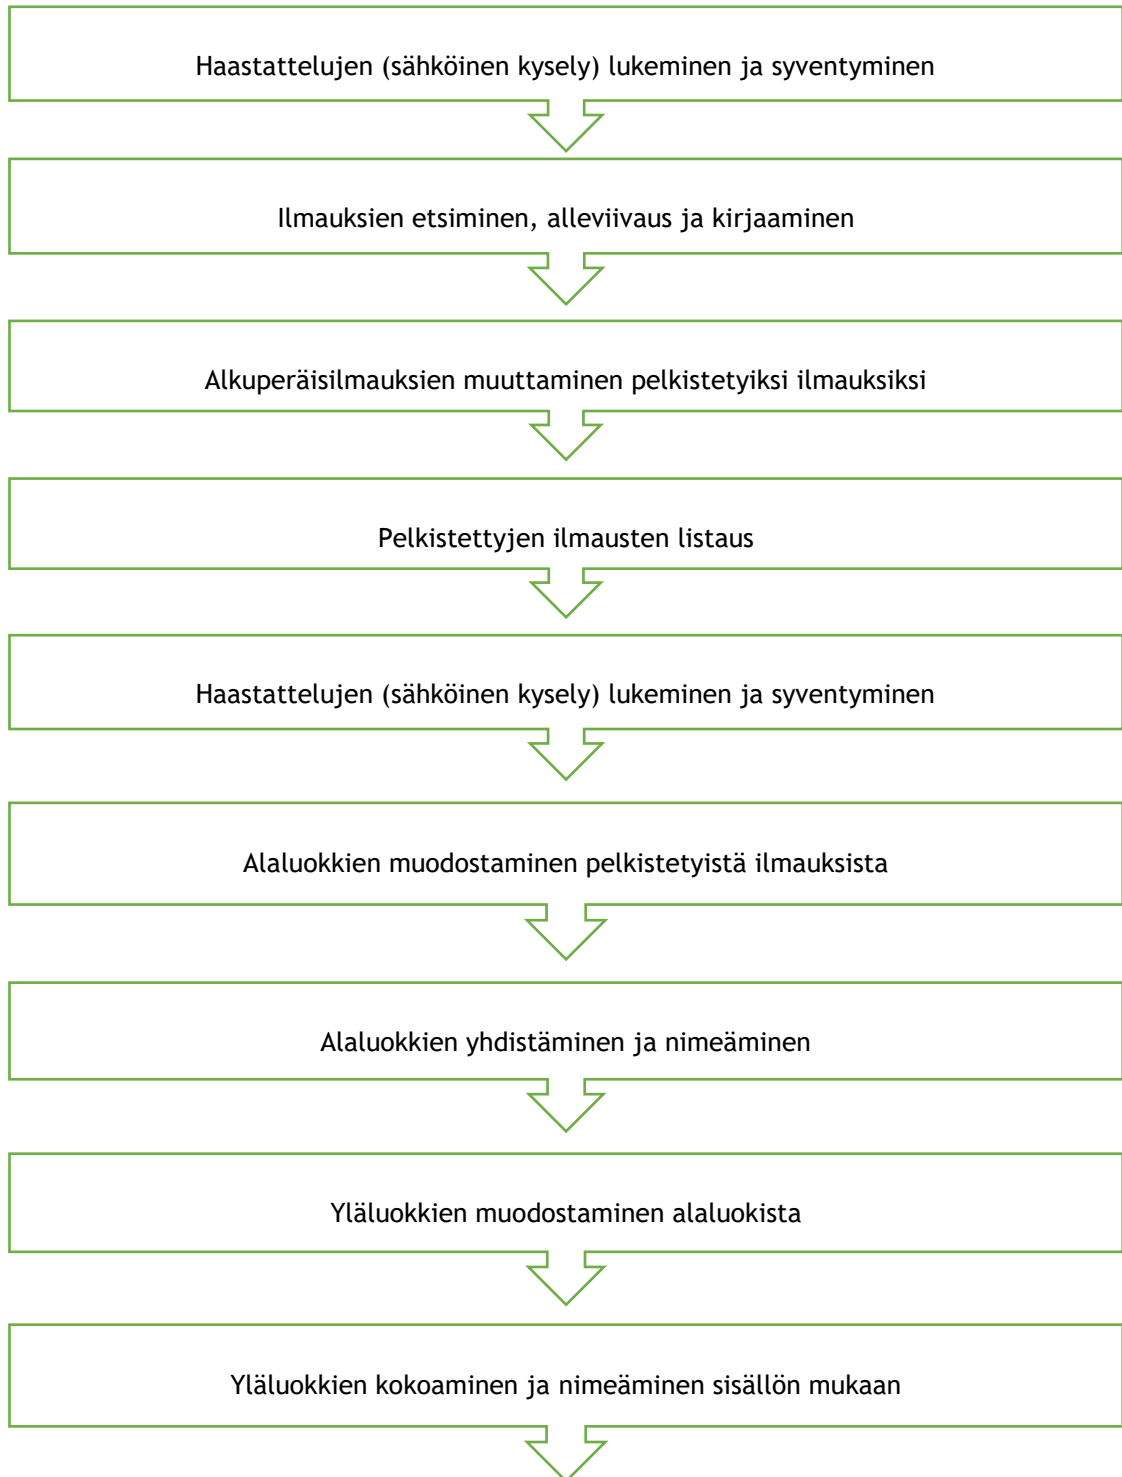 Haastattelujen (sähköinen kysely) lukeminen ja syventyminen
Ilmauksien etsiminen, alleviivaus ja kirjaaminen
Alkuperäisilmauksien muuttaminen pelkistetyiksi ilmauksiksi
Pelkistettyjen ilmausten listaus
Haastattelujen (sähköinen kysely) lukeminen ja syventyminen
Alaluokkien muodostaminen pelkistetyistä ilmauksista
Alaluokkien yhdistäminen ja nimeäminen
Yläluokkien muodostaminen alaluokista
Yläluokkien kokoaminen ja nimeäminen sisällön mukaan